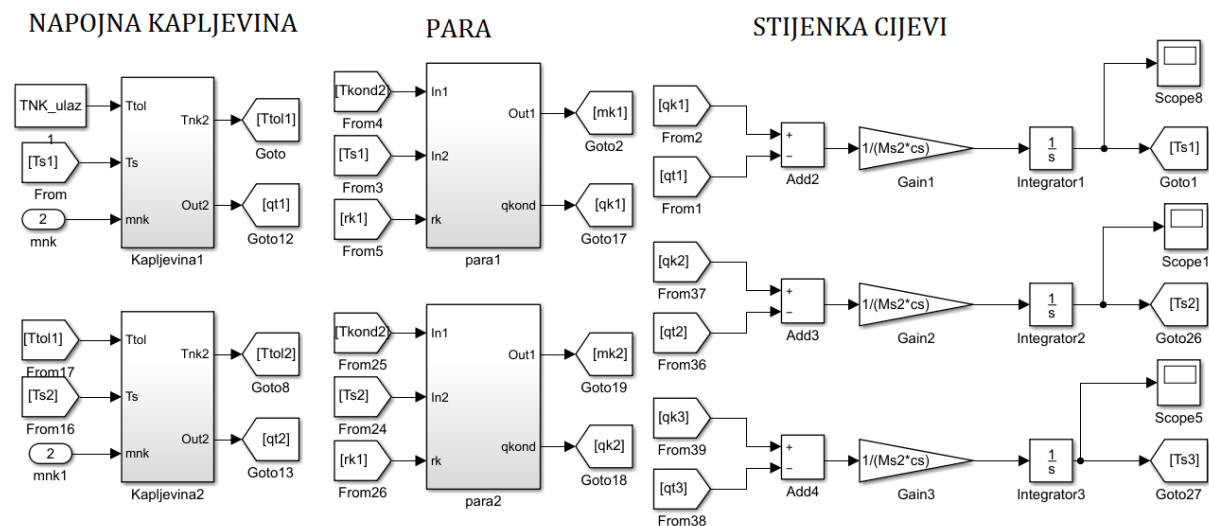 NAPOJNA KAPLJEVINA
TNK_ulaz
1
[Ts1]
From
2
mnk
Ttol
Ts
mnk
Tnk2
Out2
Kapljevina1
[Ttol1]
Goto
[qt1]
Goto12
[Ttol1]
From17
[Ts2]
From16
2
mnk1
Ttol
Ts
mnk
Tnk2
Out2
Kapljevina2
[Ttol2]
Goto8
[qt2]
Goto13
PARA
[Tkond2]
From4
[Ts1]
From3
[rk1]
From5
In1
In2
rk
Out1
qkond
para1
[mk1]
Goto2
[qk1]
Goto17
[Tkond2]
From25
[Ts2]
From24
[rk1]
From26
In1
In2
rk
Out1
qkond
para2
[mk2]
Goto19
[qk2]
Goto18
STIJENKA CIJEVI
[qk1]
From2
[qt1]
From1
+
−
Add2
1/(Ms2*cs)
Gain1
1
s
Integrator1
Scope8
[Ts1]
Goto1
[qk2]
From37
[qt2]
From36
+
−
Add3
1/(Ms2*cs)
Gain2
1
s
Integrator2
Scope1
[Ts2]
Goto26
[qk3]
From39
[qt3]
From38
+
−
Add4
1/(Ms2*cs)
Gain3
1
s
Integrator3
Scope5
[Ts3]
Goto27